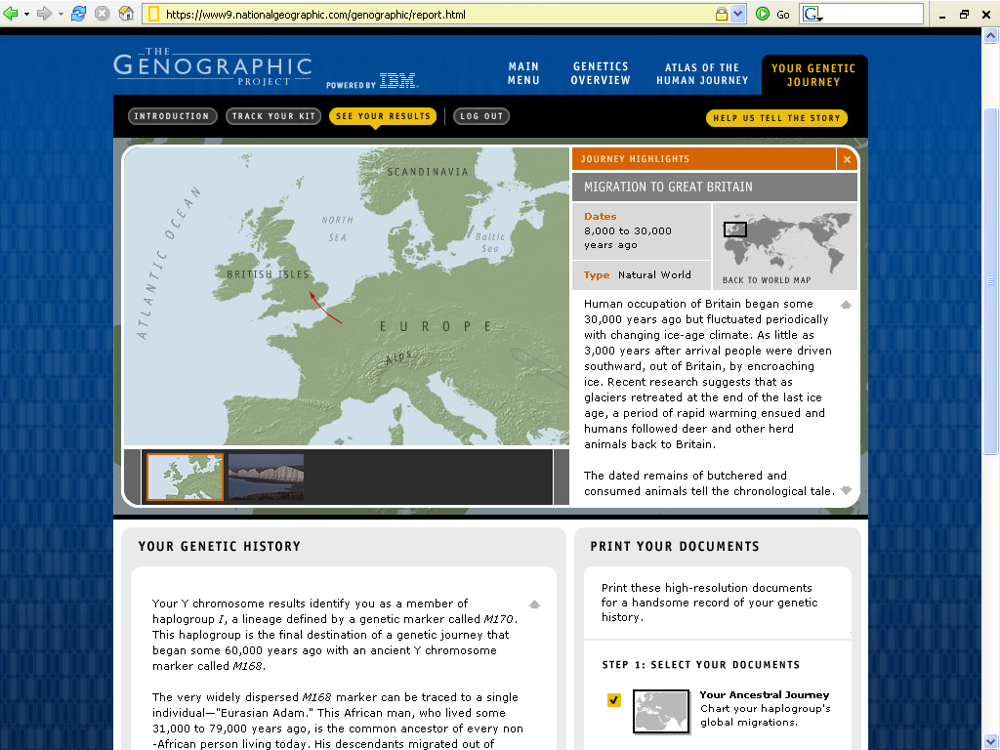 https://www9.nationalgeographic.com/genographic/report.html
Go
G
THE
GENOGRAPHIC
PROJECT
POWERED BY IBM
MAIN
MENU
GENETICS
OVERVIEW
ATLAS OF THE
HUMAN JOURNEY
YOUR GENETIC
JOURNEY
INTRODUCTION
TRACK YOUR KIT
SEE YOUR RESULTS
LOG OUT
HELP US TELL THE STORY
SCANDINAVIA
ATLANTIC OCEAN
NORTH
SEA
Baltic
Sea
BRITISH ISLES
EUROPE
Alps
JOURNEY HIGHLIGHTS
MIGRATION TO GREAT BRITAIN
Dates
8,000 to 30,000
years ago
Type Natural World
BACK TO WORLD MAP
Human occupation of Britain began some
30,000 years ago but fluctuated periodically
with changing ice-age climate. As little as
3,000 years after arrival people were driven
southward, out of Britain, by encroaching
ice. Recent research suggests that as
glaciers retreated at the end of the last ice
age, a period of rapid warming ensued and
humans followed deer and other herd
animals back to Britain.
The dated remains of butchered and
consumed animals tell the chronological tale.
YOUR GENETIC HISTORY
Your Y chromosome results identify you as a member of
haplogroup I, a lineage defined by a genetic marker called M170.
This haplogroup is the final destination of a genetic journey that
began some 60,000 years ago with an ancient Y chromosome
marker called M168.
The very widely dispersed M168 marker can be traced to a single
individual—"Eurasian Adam." This African man, who lived some
31,000 to 79,000 years ago, is the common ancestor of every non
-African person living today. His descendants migrated out of
PRINT YOUR DOCUMENTS
Print these high-resolution documents
for a handsome record of your genetic
history.
STEP 1: SELECT YOUR DOCUMENTS
Your Ancestral Journey
Chart your haplogroup's
global migrations.